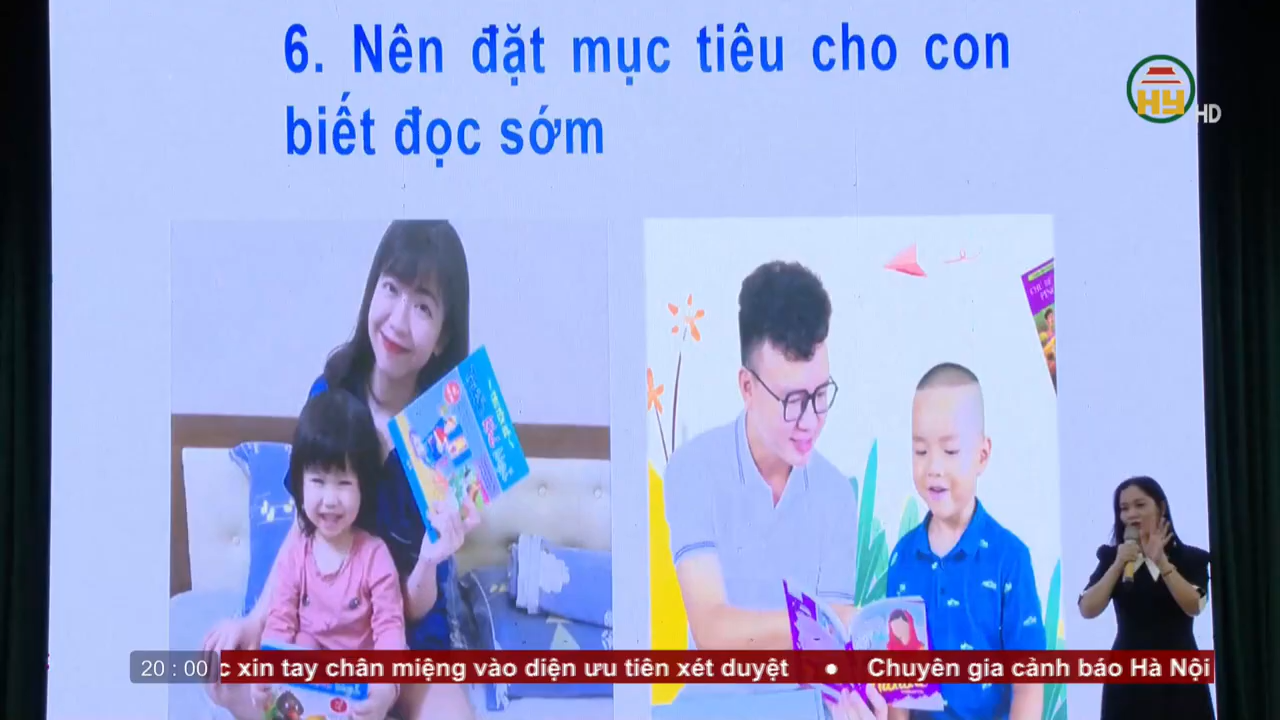 6. Nên đặt mục tiêu cho con
biết đọc sớm
HY HD
20 : 00 c xin tay chân miệng vào diện ưu tiên xét duyệt • Chuyên gia cảnh báo Hà Nội